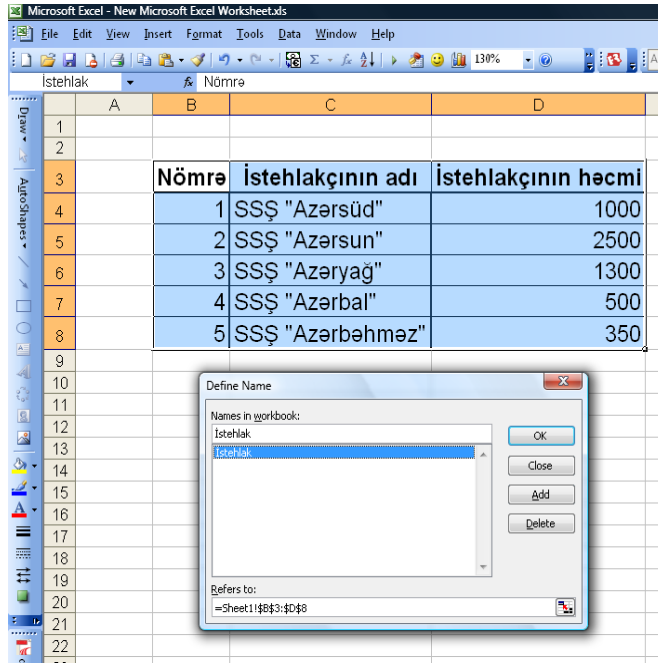 Microsoft Excel - New Microsoft Excel Worksheet.xls
File Edit View Insert Format Tools Data Window Help
130%
İstehlak fx Nömrə
Draw
AutoShapes
A B C D
1
2
3 Nömrə İstehlakçının adı İstehlakçının həcmi
4 1 SSŞ "Azərsüd" 1000
5 2 SSŞ "Azərsun" 2500
6 3 SSŞ "Azəryağ" 1300
7 4 SSŞ "Azərbal" 500
8 5 SSŞ "Azərbəhməz" 350
9
10
11
12
13
14
15
16
17
18
19
20
21
22
Define Name
Names in workbook:
İstehlak
İstehlak
OK
Close
Add
Delete
Refers to:
=Sheet1!$B$3:$D$8